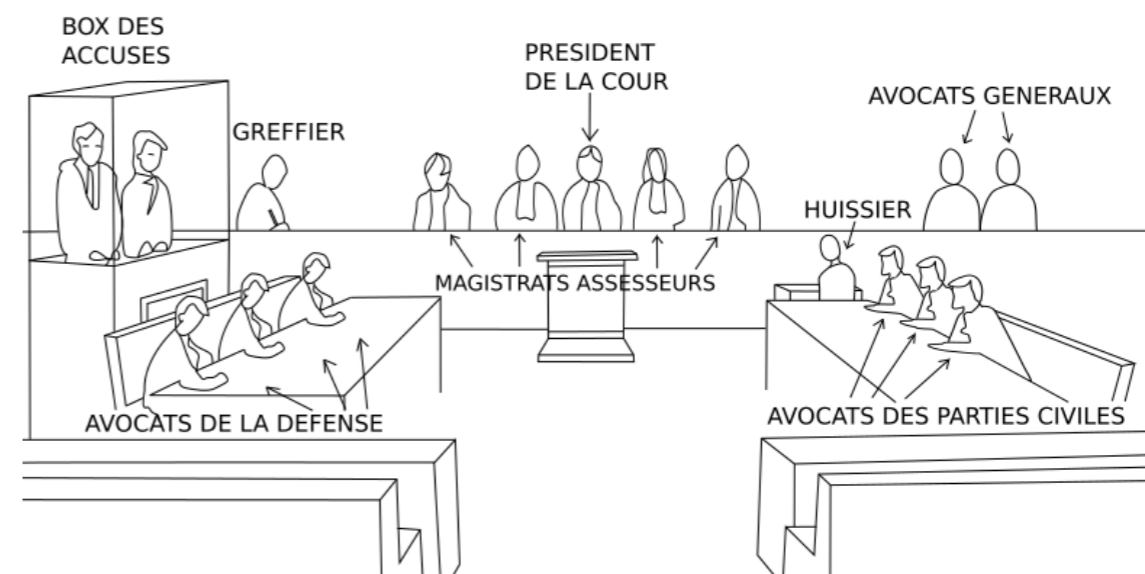 BOX DES
ACCUSES
PRESIDENT
DE LA COUR
AVOCATS GENERAUX
GREFFIER
HUISSIER
MAGISTRATS ASSESSEURS
AVOCATS DE LA DEFENSE
AVOCATS DES PARTIES CIVILES